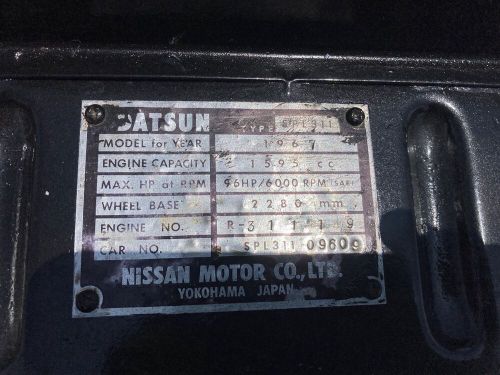 DATSUN TYPE SPL311
MODEL for YEAR 1967
ENGINE CAPACITY 1595 cc
MAX. HP at RPM 96HP/6000 RPM (SAE)
WHEEL BASE 2280 mm
ENGINE NO. R-311149
CAR NO. SPL311-09609
NISSAN MOTOR CO., LTD.
YOKOHAMA JAPAN